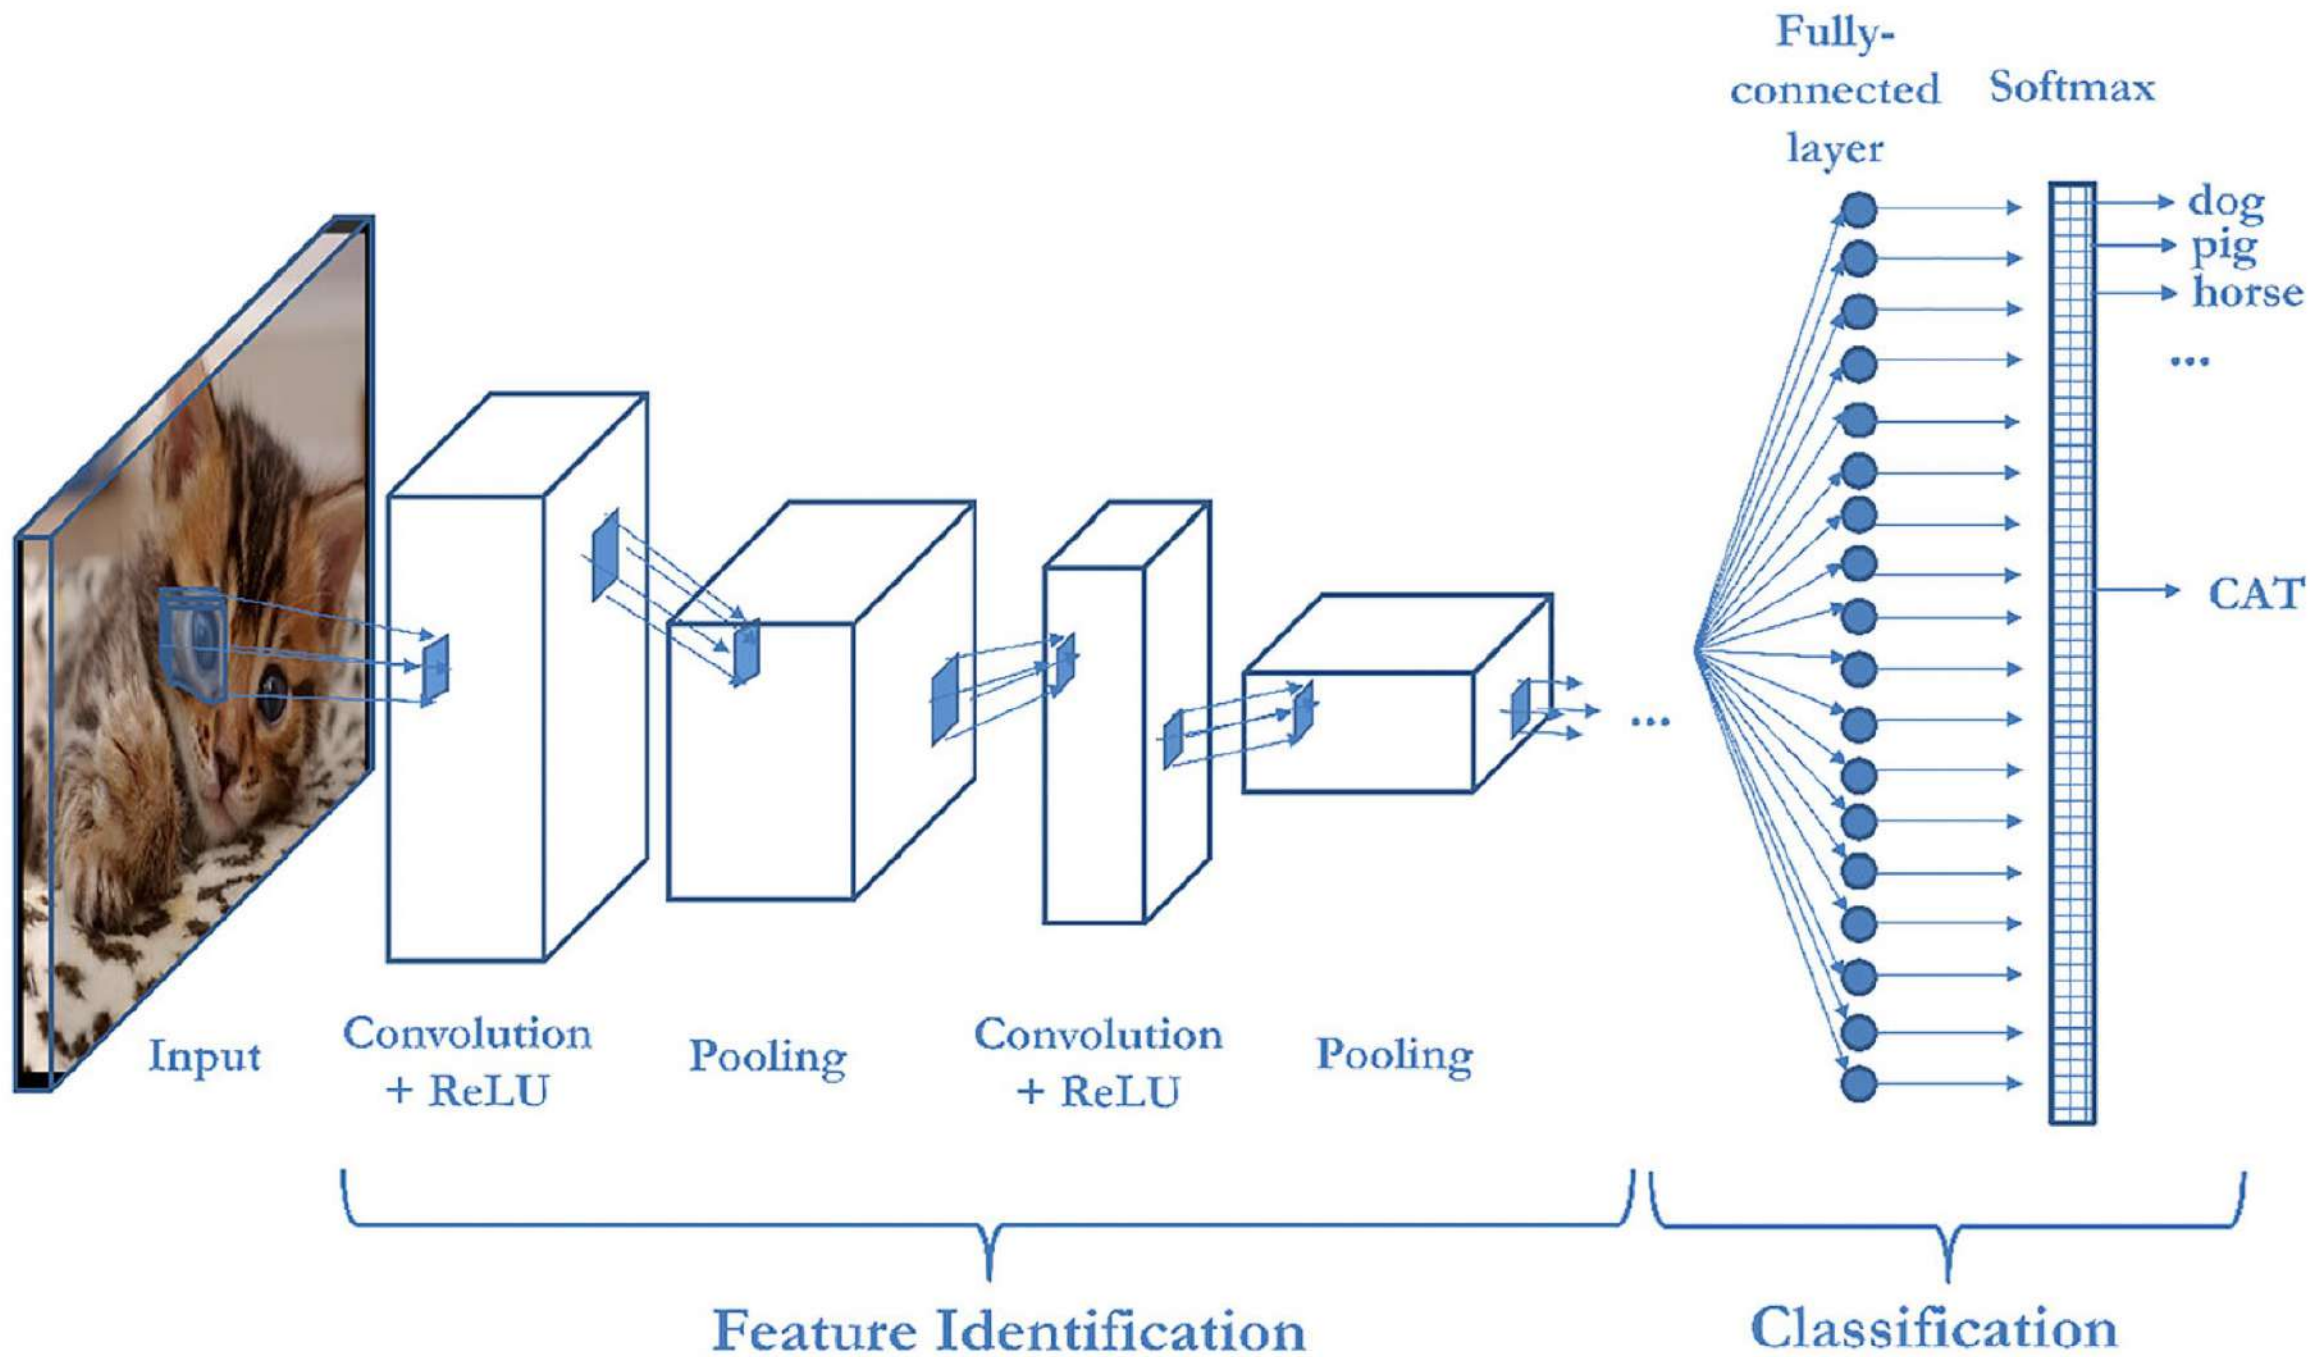 Fully-
connected
layer
Softmax
dog
pig
horse
...
CAT
...
Input
Convolution
+ ReLU
Pooling
Convolution
+ ReLU
Pooling
Feature Identification
Classification